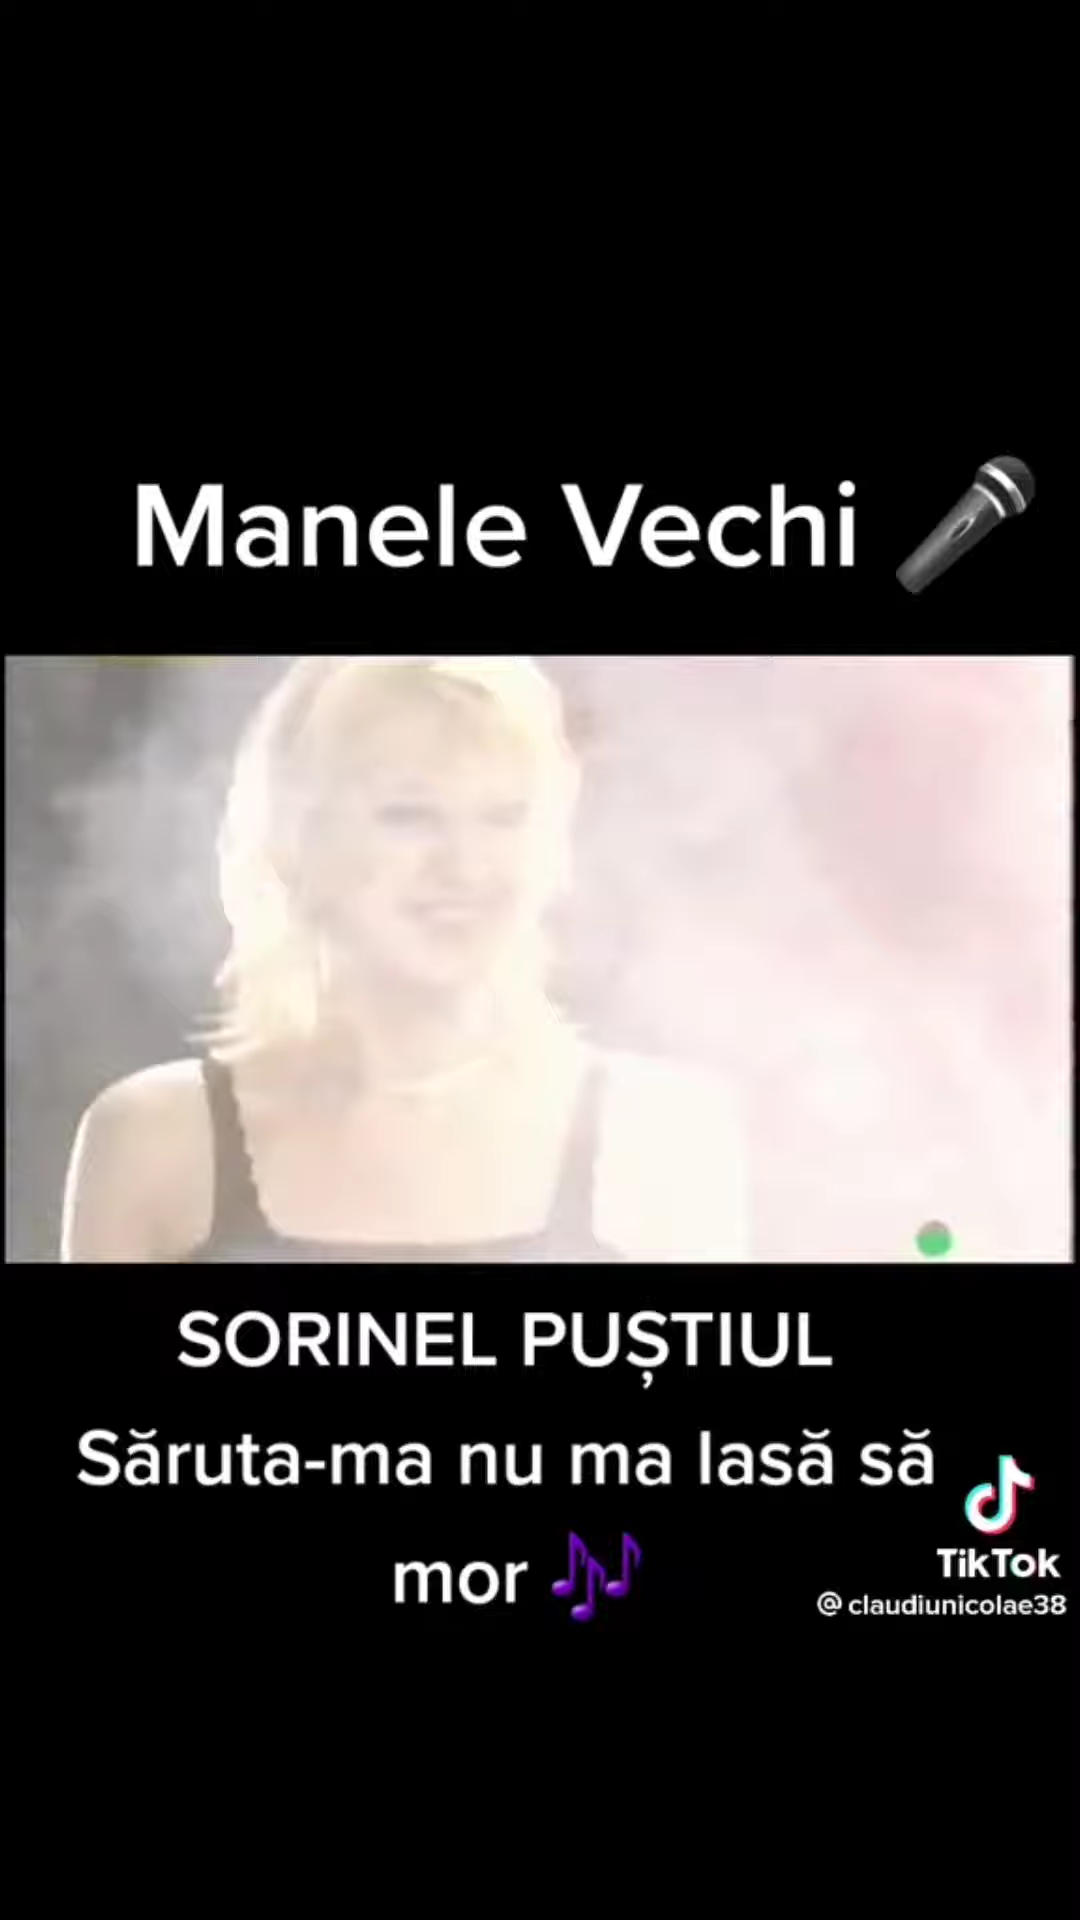 Manele Vechi 🎤
SORINEL PUȘTIUL
Săruta-ma nu ma lasă să
mor 🎶
TikTok
@claudiunicolae38